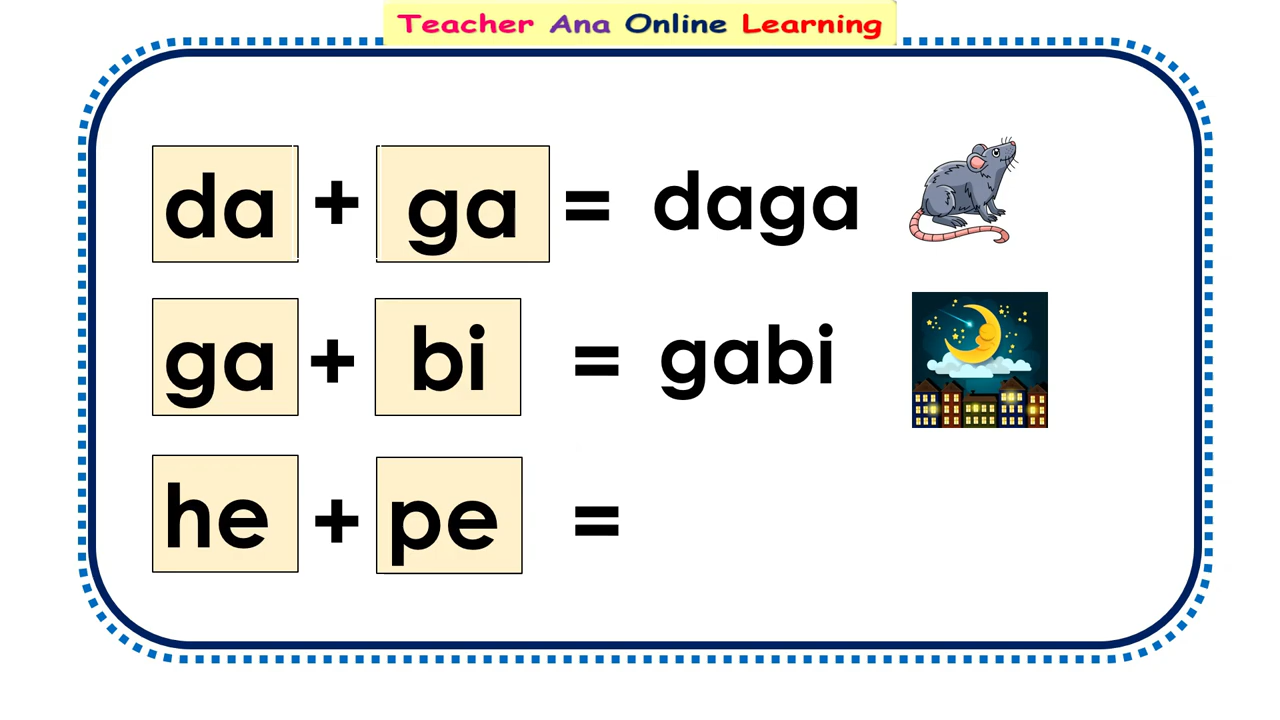 Teacher Ana Online Learning
da + ga = daga
ga + bi = gabi
he + pe =